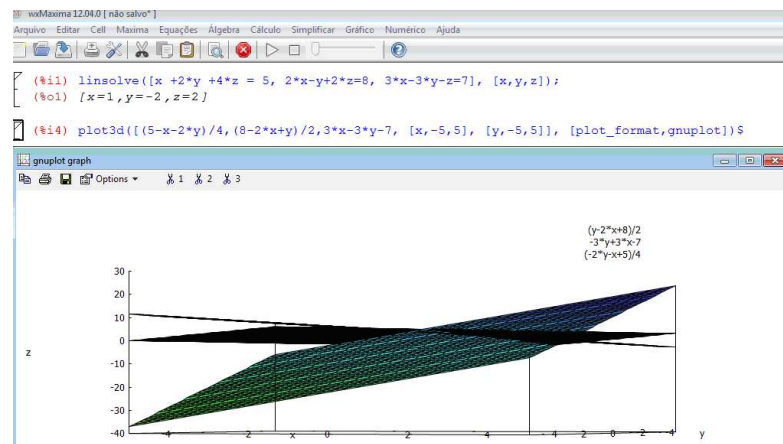 wxMaxima 12.04.0 [ não salvo* ]
Arquivo Editar Cell Maxima Equações Álgebra Cálculo Simplificar Gráfico Numérico Ajuda
(%i1) linsolve([x +2*y +4*z = 5, 2*x-y+2*z=8, 3*x-3*y-z=7], [x,y,z]);
(%o1) [x=1,y=-2,z=2]
(%i4) plot3d([(5-x-2*y)/4,(8-2*x+y)/2,3*x-3*y-7, [x,-5,5], [y,-5,5]], [plot_format,gnuplot])$
gnuplot graph
Options 1 2 3
(y-2*x+8)/2
-3*y+3*x-7
(-2*y-x+5)/4
30
20
10
0
z
-10
-20
-30
-40
-4 -2 x 0 2 4 -4 -2 0 2 4 y